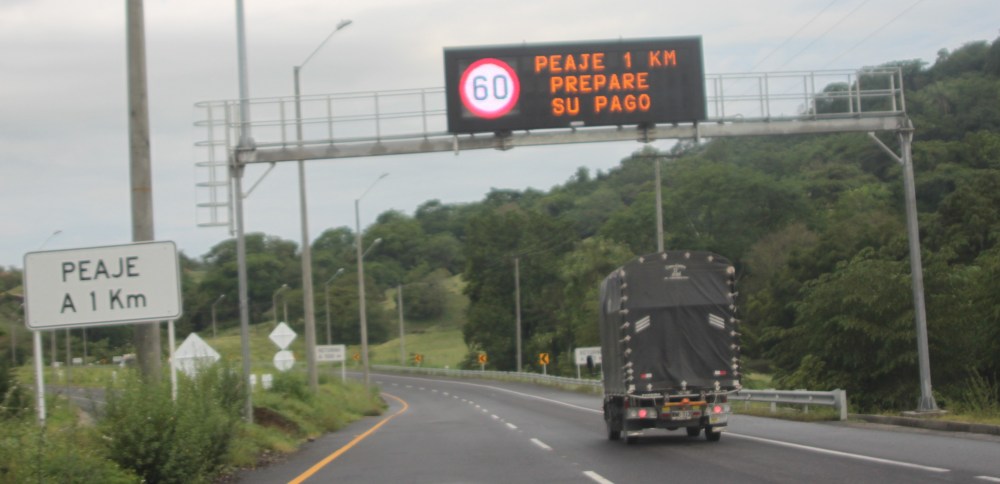 60
PEAJE 1 KM
PREPARE
SU PAGO
PEAJE
A 1 Km